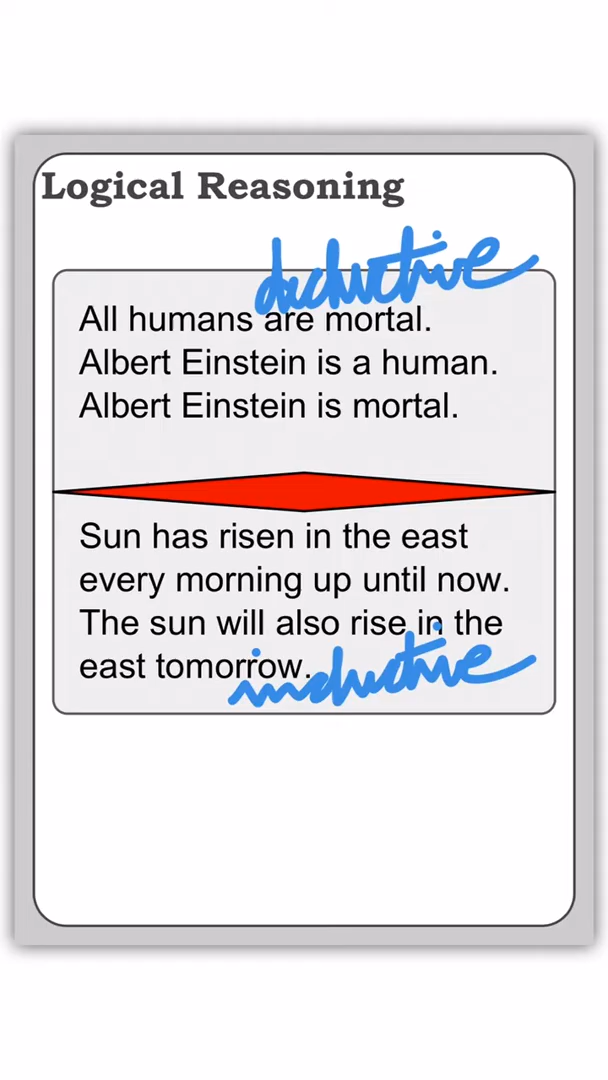 Logical Reasoning
deductive
All humans are mortal.
Albert Einstein is a human.
Albert Einstein is mortal.
Sun has risen in the east
every morning up until now.
The sun will also rise in the
east tomorrow.
inductive